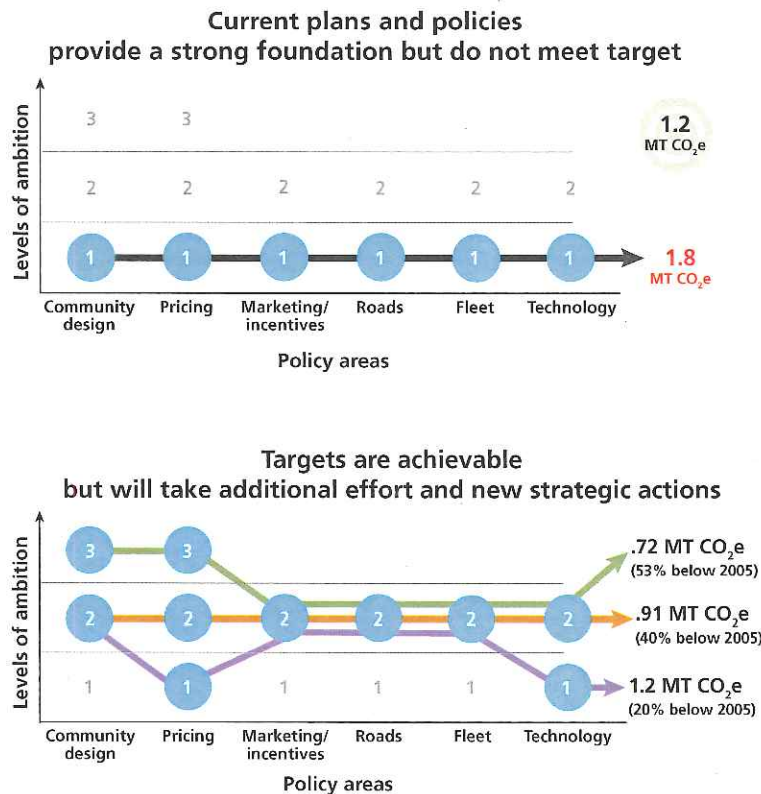 Current plans and policies
provide a strong foundation but do not meet target
Levels of ambition
3 3
1.2
MT CO₂e
2 2 2 2 2 2
1 1 1 1 1 1
1.8
MT CO₂e
Community design
Pricing
Marketing/ incentives
Roads
Fleet
Technology
Policy areas
Targets are achievable
but will take additional effort and new strategic actions
Levels of ambition
3 3
.72 MT CO₂e
(53% below 2005)
2 2 2 2 2 2
.91 MT CO₂e
(40% below 2005)
1 1 1 1 1 1
1.2 MT CO₂e
(20% below 2005)
Community design
Pricing
Marketing/ incentives
Roads
Fleet
Technology
Policy areas